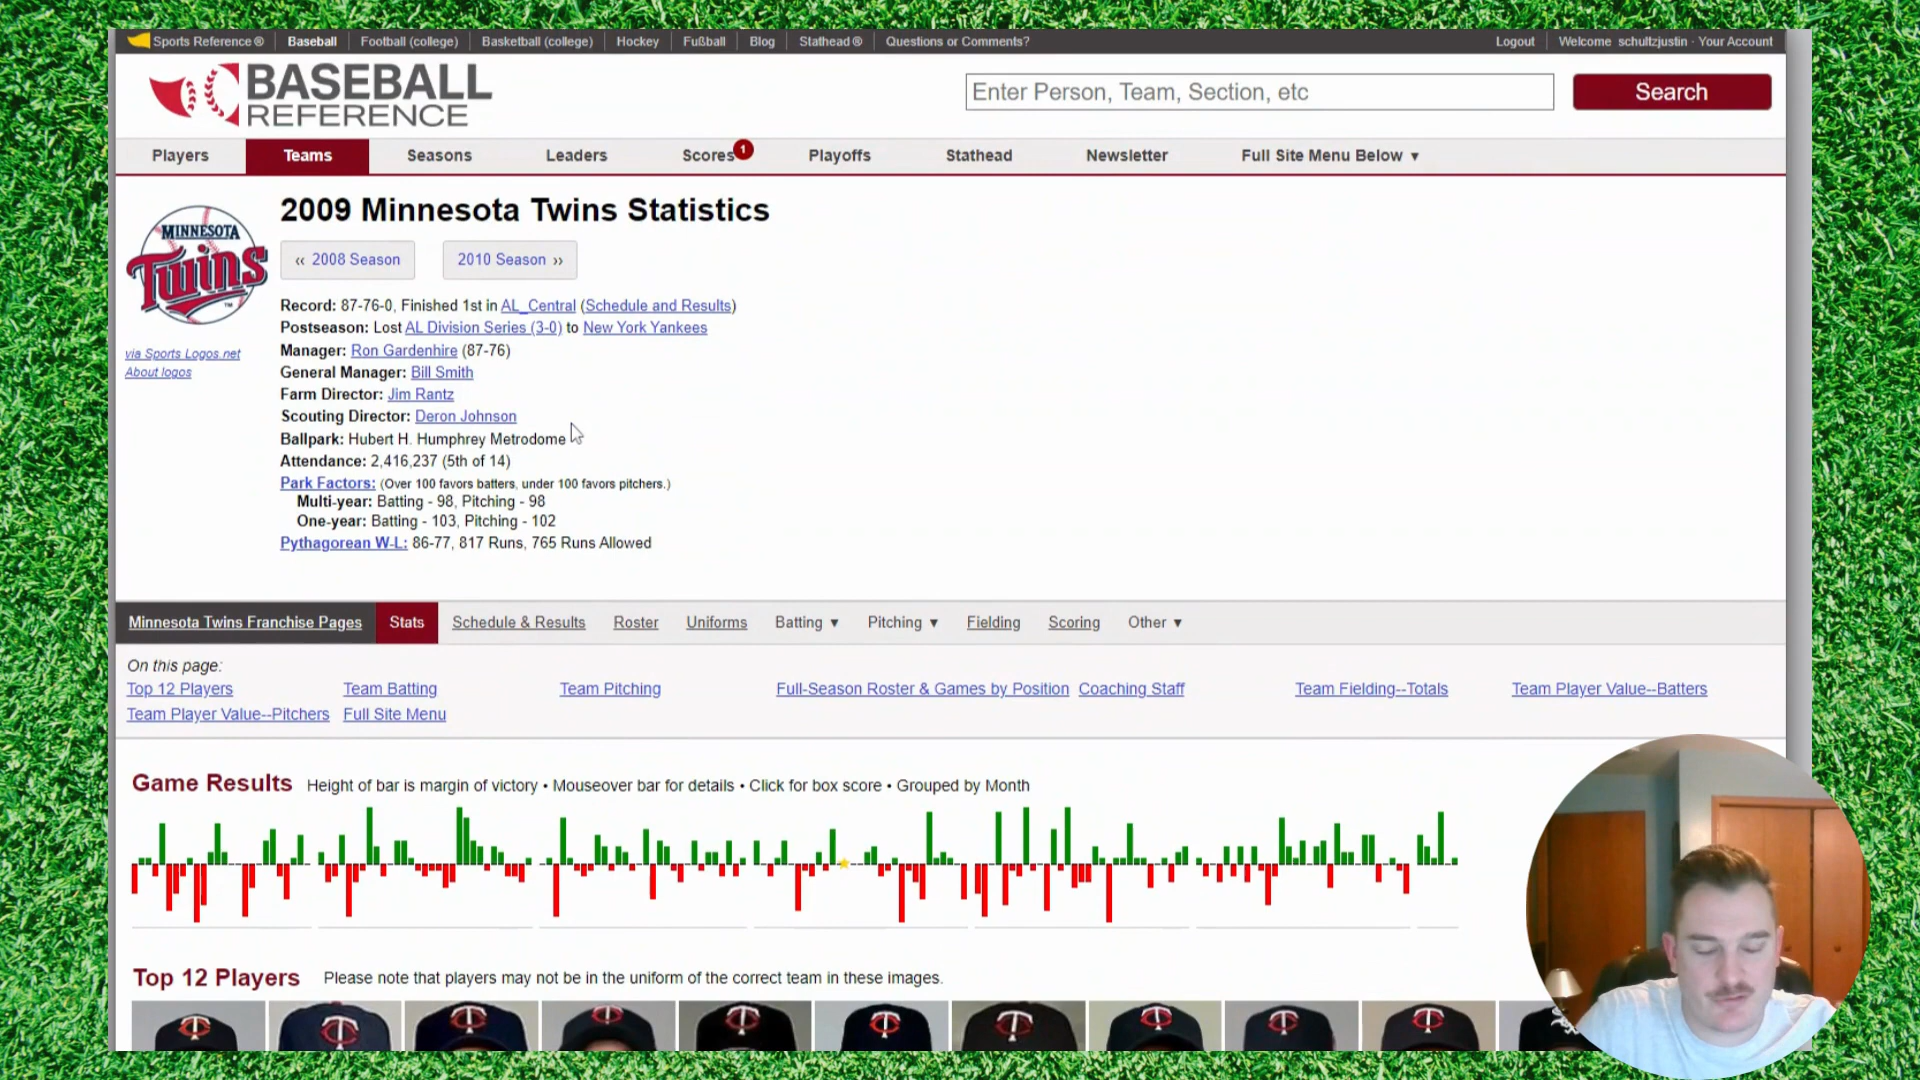 Sports Reference ® Baseball Football (college) Basketball (college) Hockey Fußball Blog Stathead ® Questions or Comments? Logout Welcome schultzjustin · Your Account
BASEBALL
REFERENCE
Enter Person, Team, Section, etc
Search
Players Teams Seasons Leaders Scores 1 Playoffs Stathead Newsletter Full Site Menu Below ▼
MINNESOTA
Twins
TM
via Sports Logos.net
About logos
2009 Minnesota Twins Statistics
‹‹ 2008 Season 2010 Season ››
Record: 87-76-0, Finished 1st in AL_Central (Schedule and Results)
Postseason: Lost AL Division Series (3-0) to New York Yankees
Manager: Ron Gardenhire (87-76)
General Manager: Bill Smith
Farm Director: Jim Rantz
Scouting Director: Deron Johnson
Ballpark: Hubert H. Humphrey Metrodome
Attendance: 2,416,237 (5th of 14)
Park Factors: (Over 100 favors batters, under 100 favors pitchers.)
Multi-year: Batting - 98, Pitching - 98
One-year: Batting - 103, Pitching - 102
Pythagorean W-L: 86-77, 817 Runs, 765 Runs Allowed
Minnesota Twins Franchise Pages Stats Schedule & Results Roster Uniforms Batting ▼ Pitching ▼ Fielding Scoring Other ▼
On this page:
Top 12 Players Team Batting Team Pitching Full-Season Roster & Games by Position Coaching Staff Team Fielding--Totals Team Player Value--Batters
Team Player Value--Pitchers Full Site Menu
Game Results Height of bar is margin of victory • Mouseover bar for details • Click for box score • Grouped by Month
Top 12 Players Please note that players may not be in the uniform of the correct team in these images.